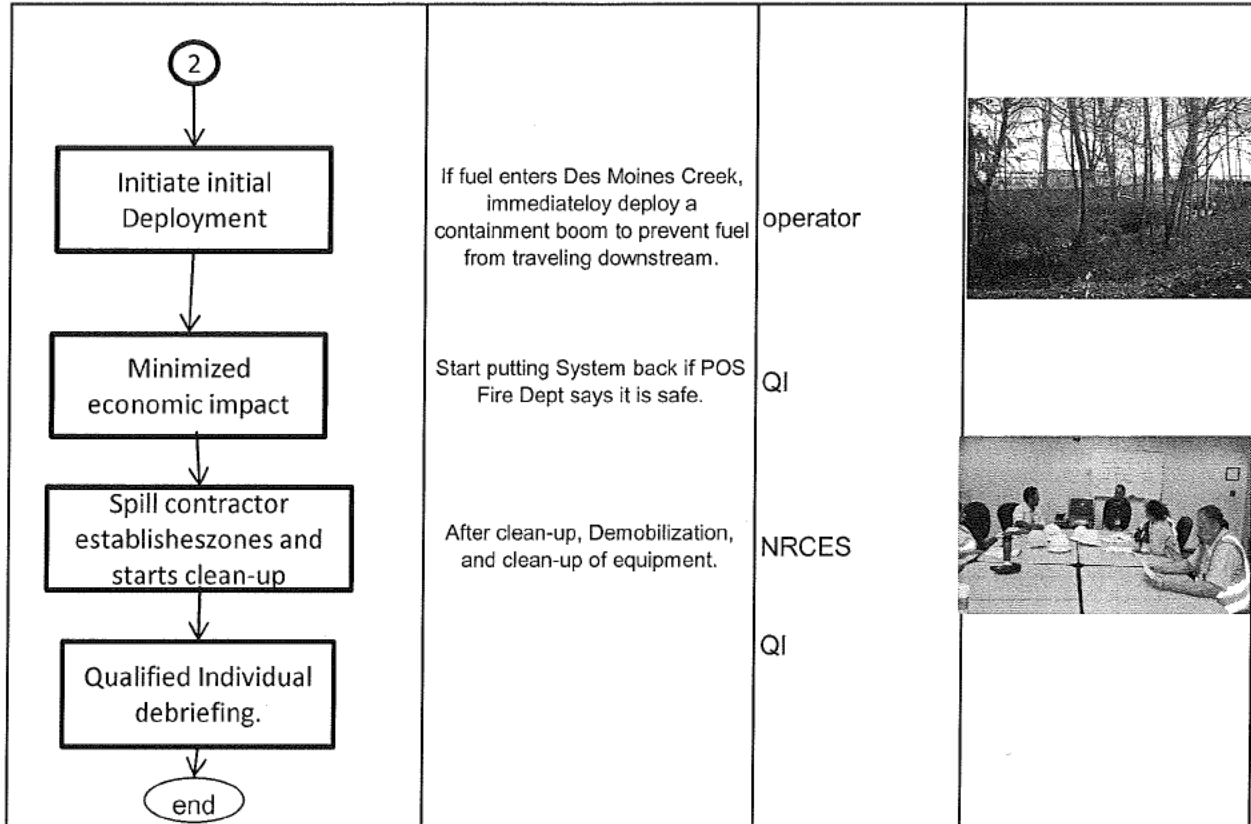 2
Initiate initial
Deployment
If fuel enters Des Moines Creek,
immediateloy deploy a
containment boom to prevent fuel
from traveling downstream.
operator
Minimized
economic impact
Start putting System back if POS
Fire Dept says it is safe.
QI
Spill contractor
establisheszones and
starts clean-up
After clean-up, Demobilization,
and clean-up of equipment.
NRCES
Qualified Individual
debriefing.
QI
end